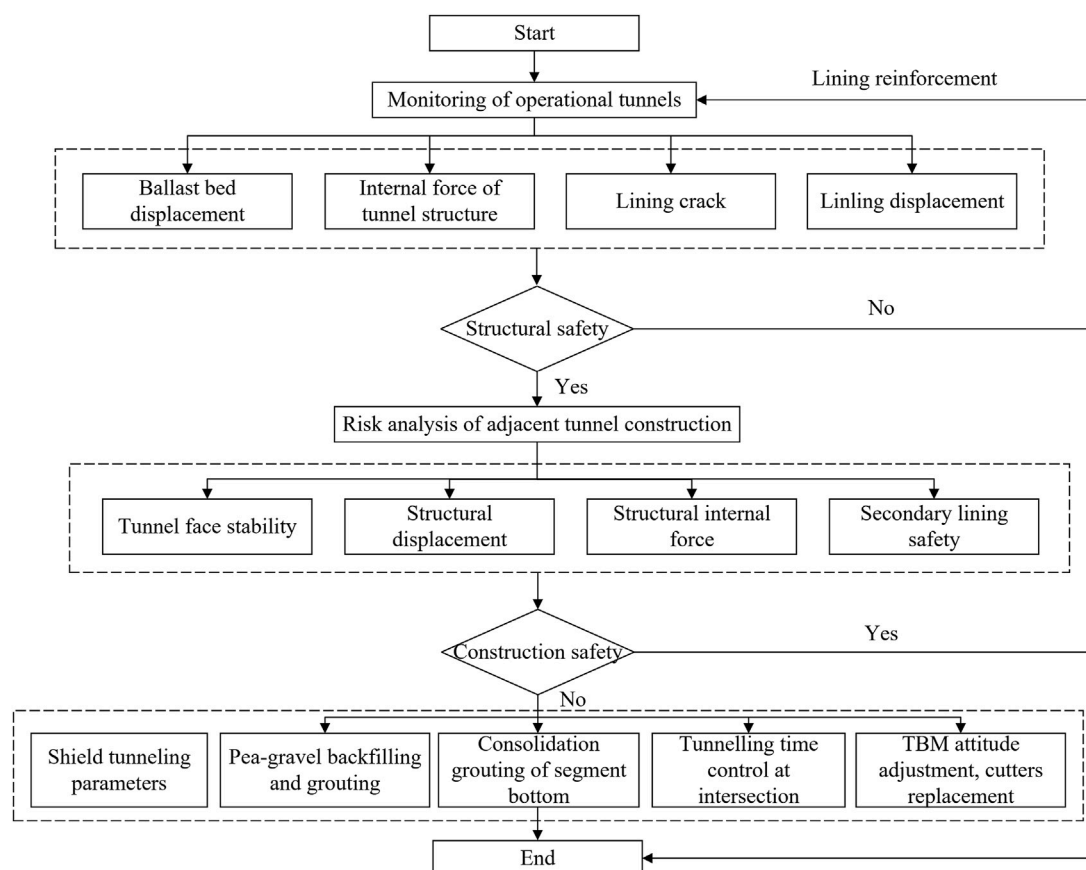 Start
Lining reinforcement
Monitoring of operational tunnels
Ballast bed
displacement
Internal force of
tunnel structure
Lining crack
Linling displacement
Structural safety
No
Yes
Risk analysis of adjacent tunnel construction
Tunnel face stability
Structural
displacement
Structural internal
force
Secondary lining
safety
Construction safety
Yes
No
Shield tunneling
parameters
Pea-gravel backfilling
and grouting
Consolidation
grouting of segment
bottom
Tunnelling time
control at
intersection
TBM attitude
adjustment, cutters
replacement
End